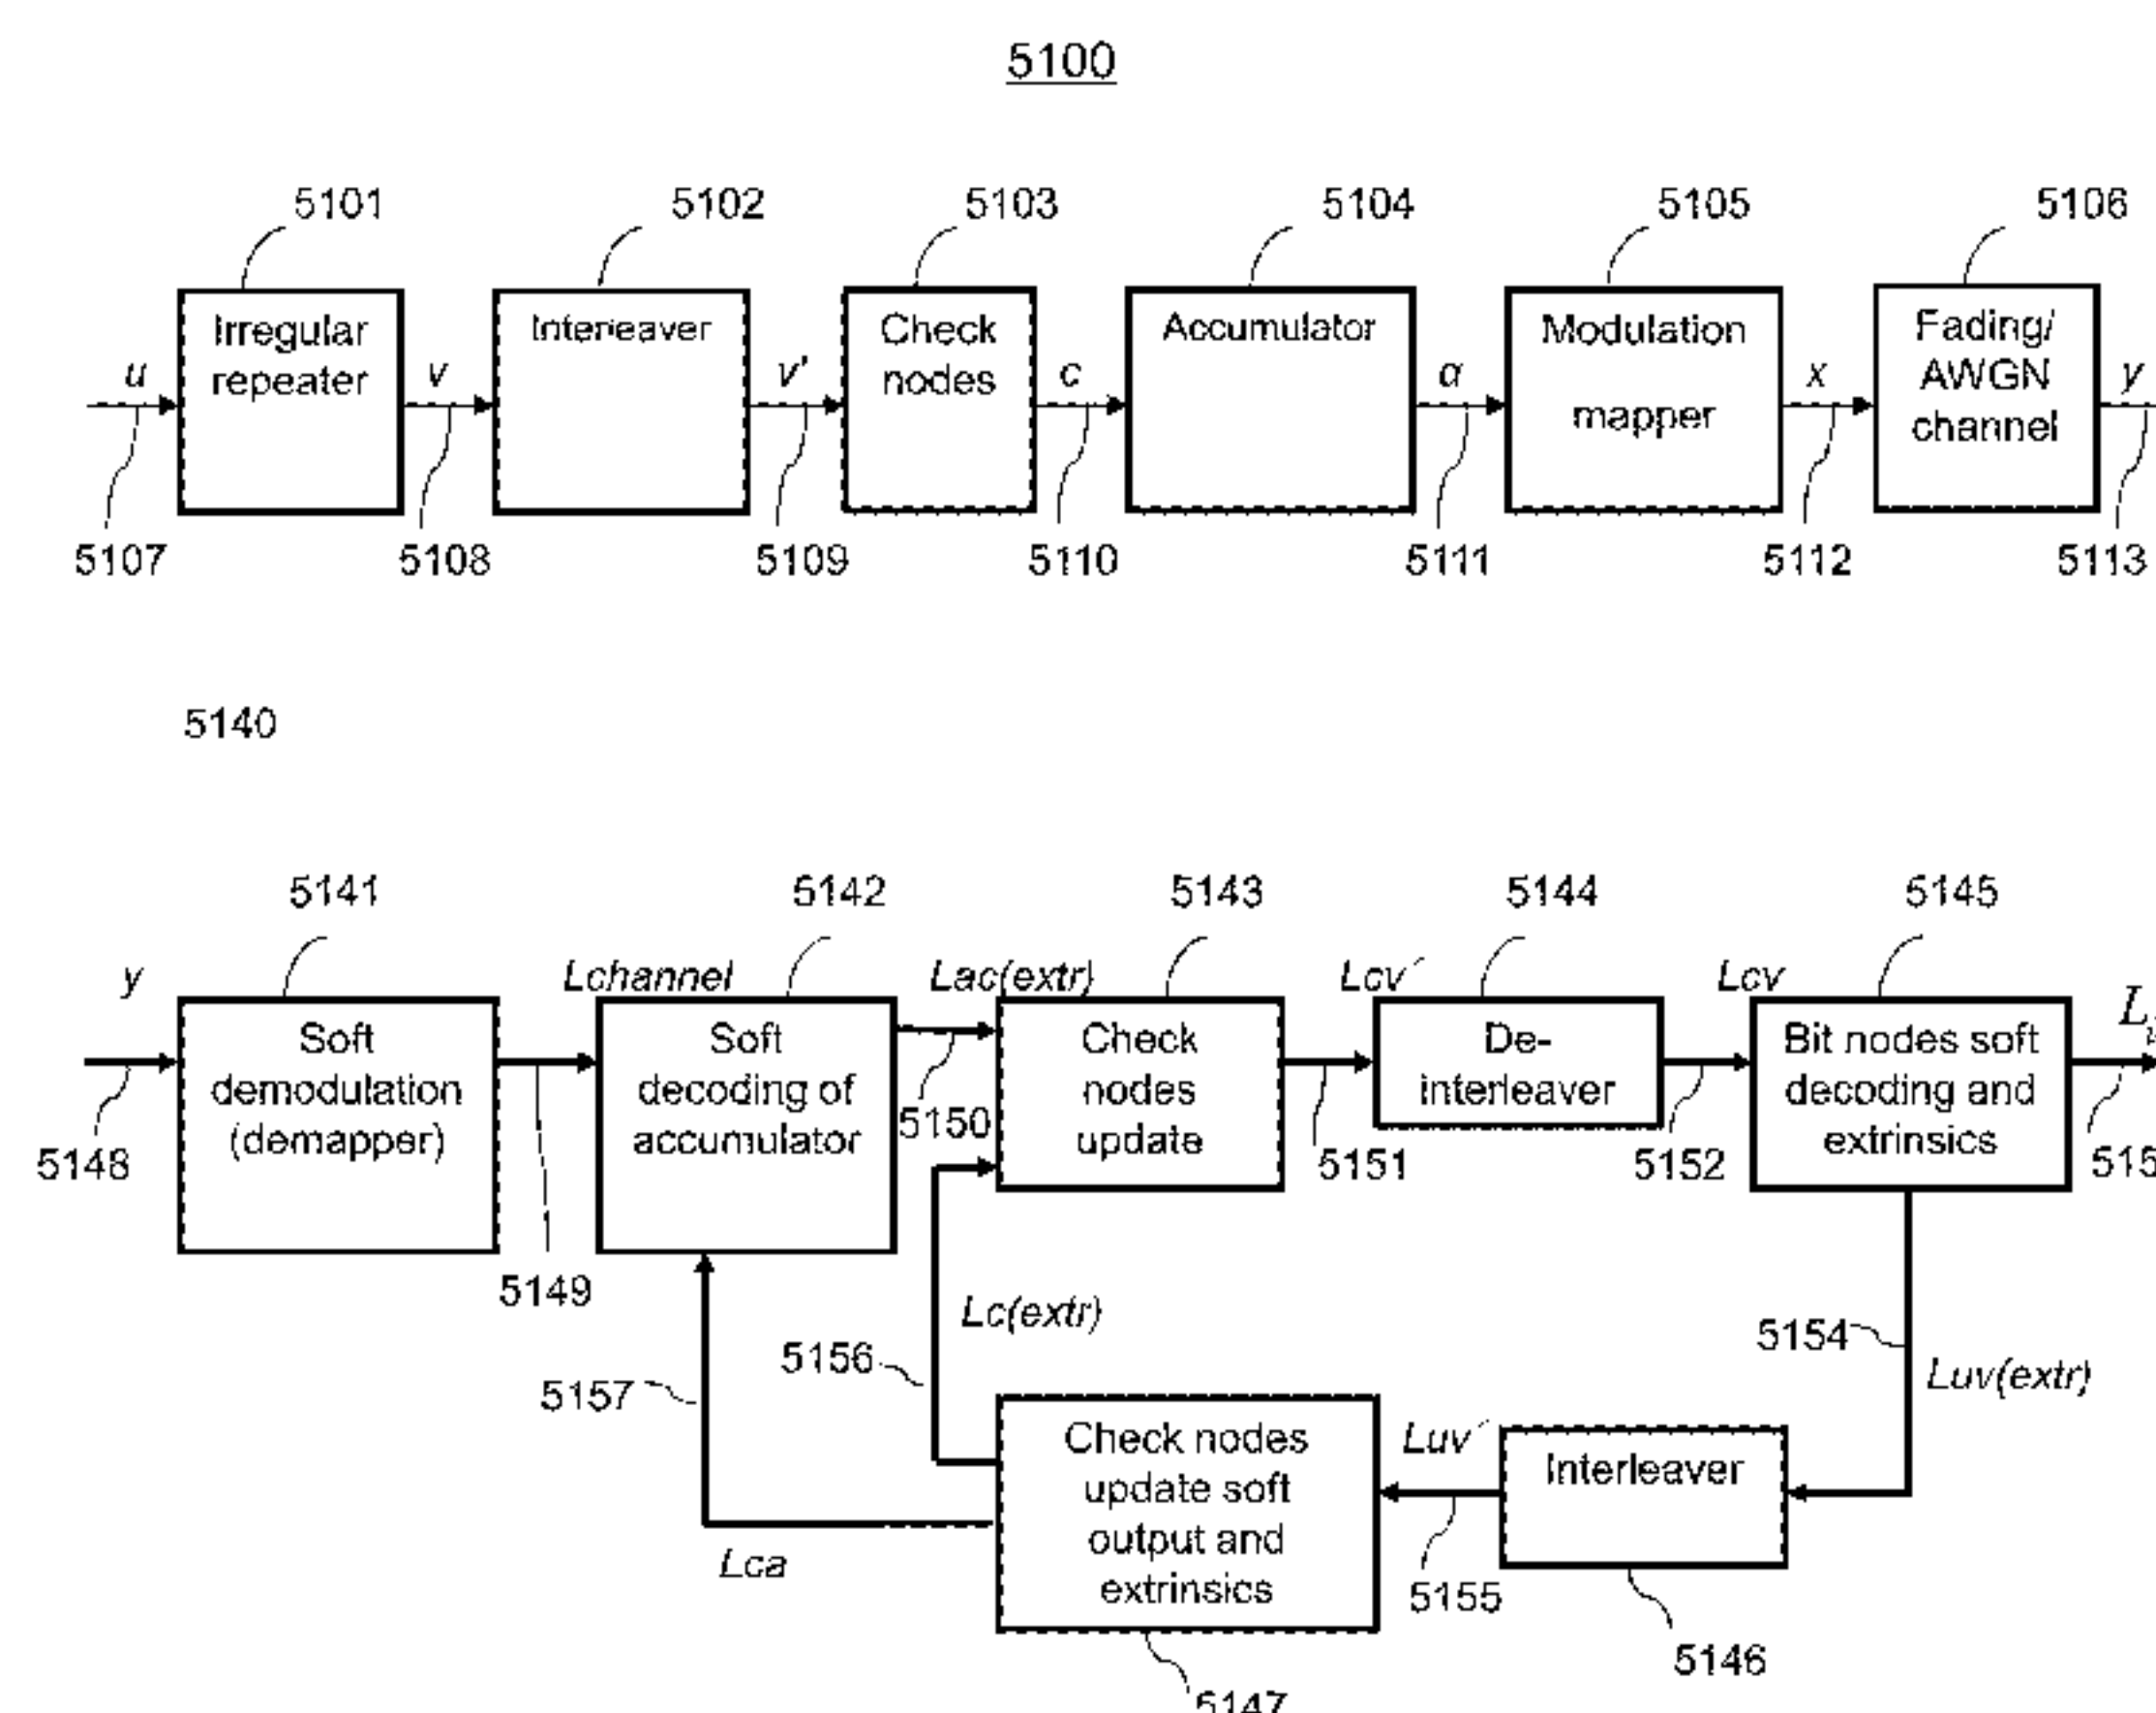 5100
5101 5102 5103 5104 5105 5106
Irregular
repeater
Interleaver
Check
nodes
Accumulator
Modulation
mapper
Fading/
AWGN
channel
u v v' c a x y
5107 5108 5109 5110 5111 5112 5113
5140
5141 5142 5143 5144 5145
y Lchannel Lac(extr) Lcv´ Lcv
Soft
demodulation
(demapper)
Soft
decoding of
accumulator
Check
nodes
update
De-
interleaver
Bit nodes soft
decoding and
extrinsics
5148 5149 5150 5151 5152
Lc(extr)
5154
5156
5157
Luv(extr)
Check nodes
update soft
output and
extrinsics
Luv´
Interleaver
Lca
5155
5146
5147